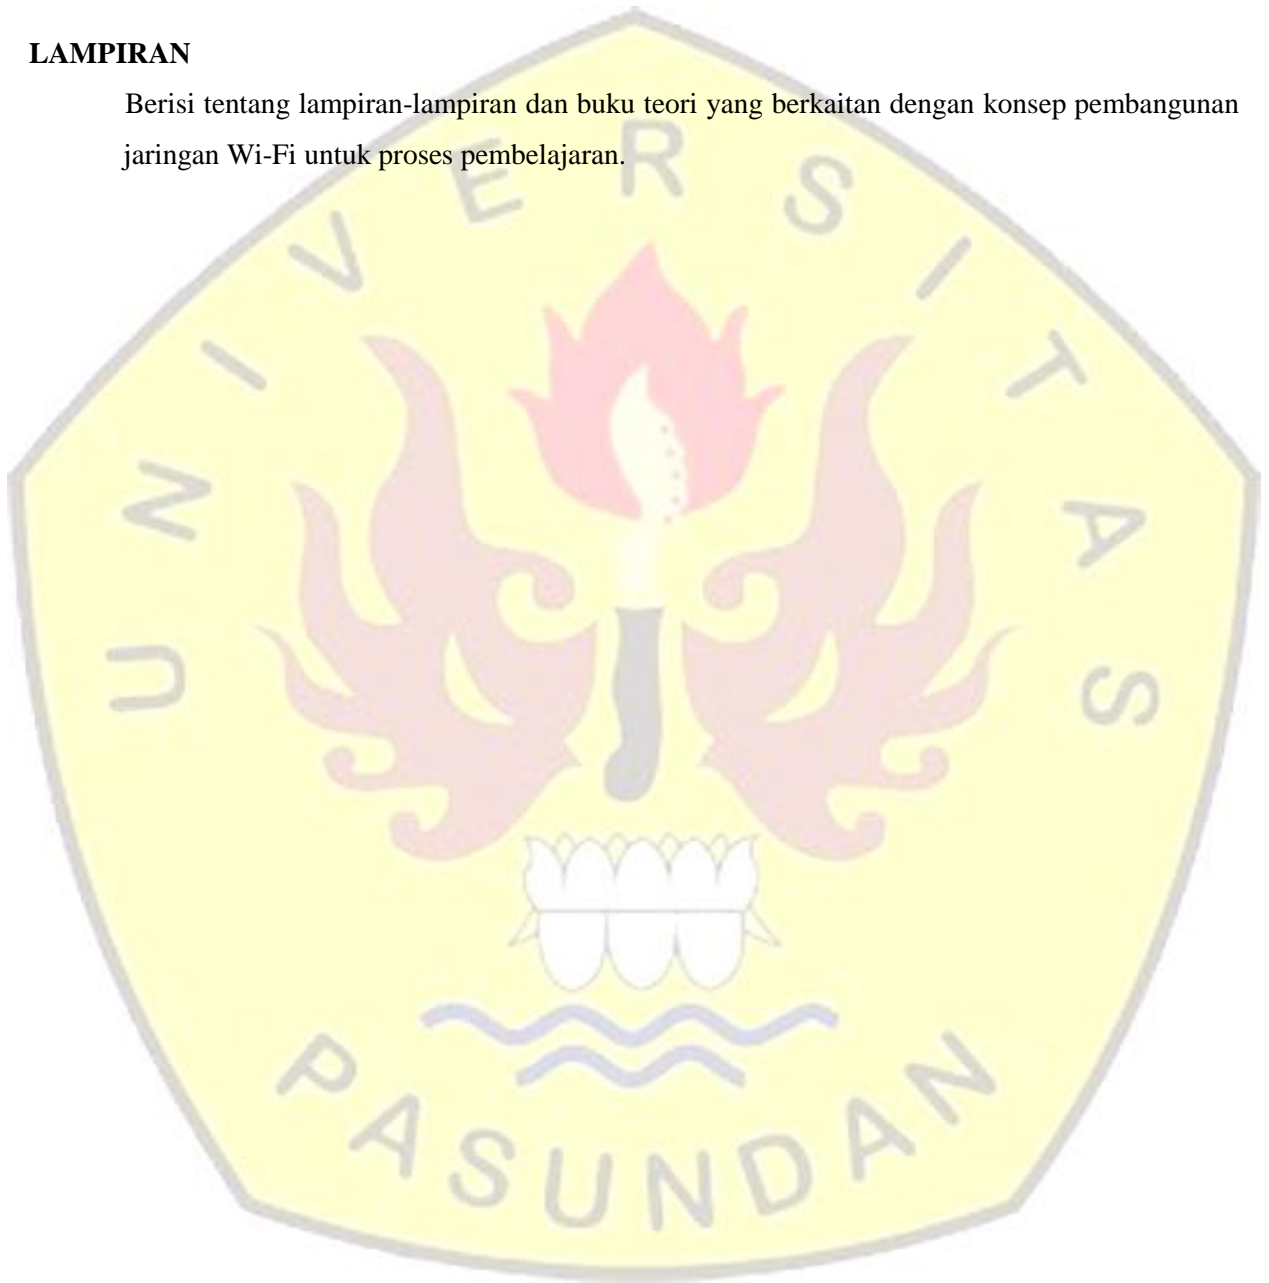 LAMPIRAN
Berisi tentang lampiran-lampiran dan buku teori yang berkaitan dengan konsep pembangunan
jaringan Wi-Fi untuk proses pembelajaran.
UNIVERSITAS
PASUNDAN